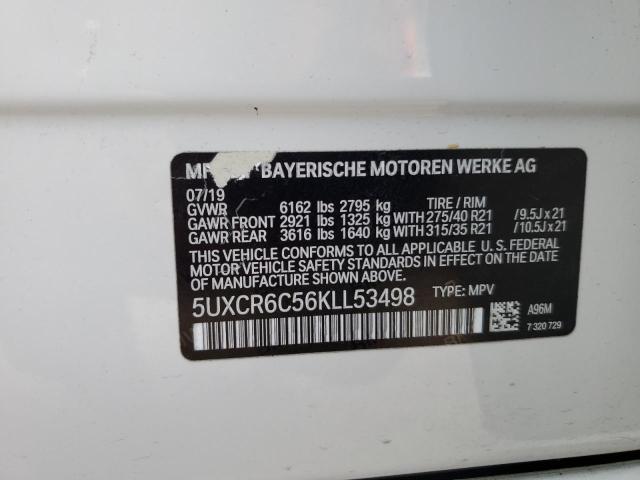 BAYERISCHE MOTOREN WERKE AG
07/19
GVWR 6162 lbs 2795 kg TIRE / RIM
GAWR FRONT 2921 lbs 1325 kg WITH 275/40 R21 / 9.5J x 21
GAWR REAR 3616 lbs 1640 kg WITH 315/35 R21 / 10.5J x 21
THIS VEHICLE CONFORMS TO ALL APPLICABLE U. S. FEDERAL
MOTOR VEHICLE SAFETY STANDARDS IN EFFECT ON THE DATE
OF MANUFACTURE SHOWN ABOVE.
5UXCR6C56KLL53498 TYPE: MPV
A96M
7 320 729